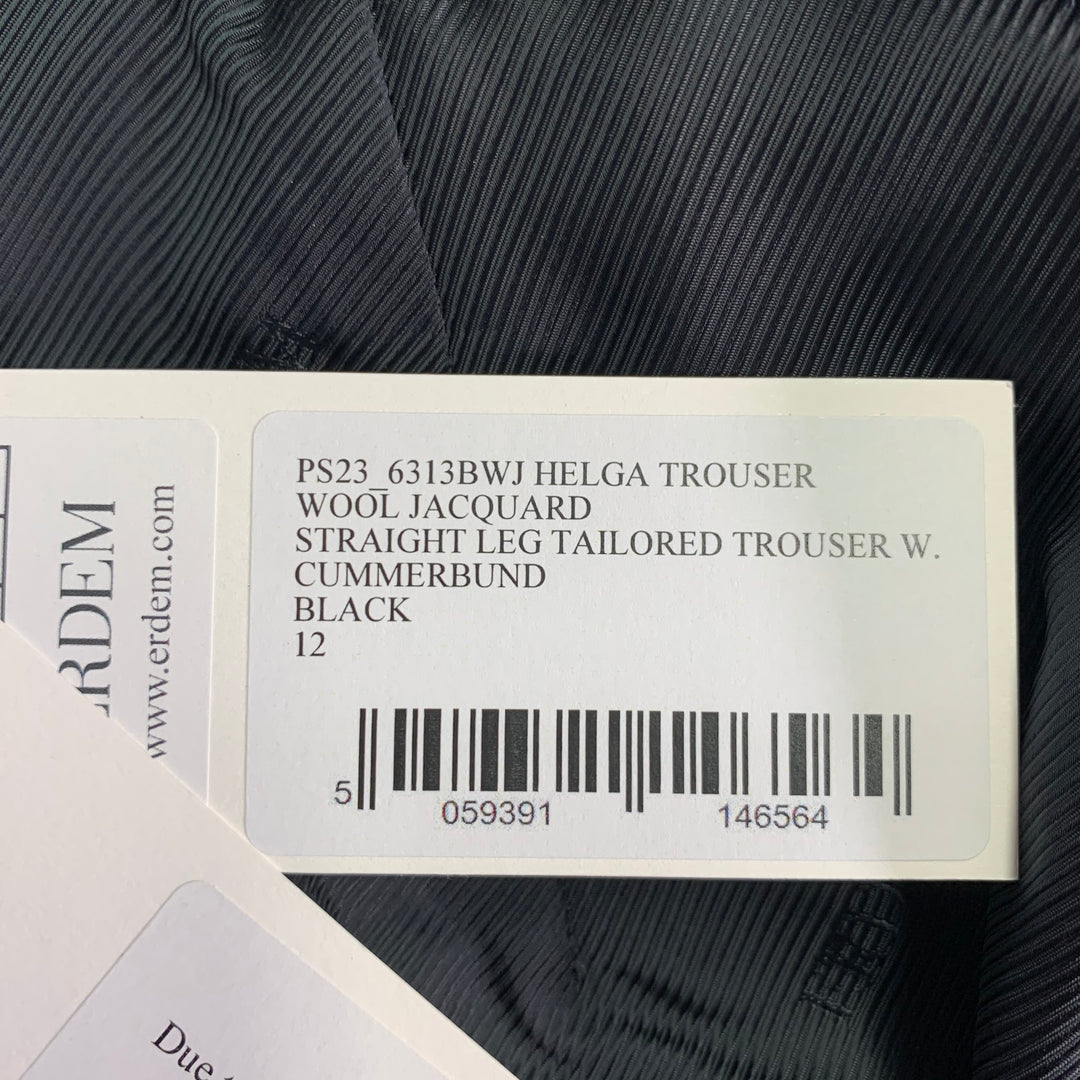 PS23_6313BWJ HELGA TROUSER
WOOL JACQUARD
STRAIGHT LEG TAILORED TROUSER W.
CUMMERBUND
BLACK
12
5 059391 146564
RDEM
www.erdem.com
Due